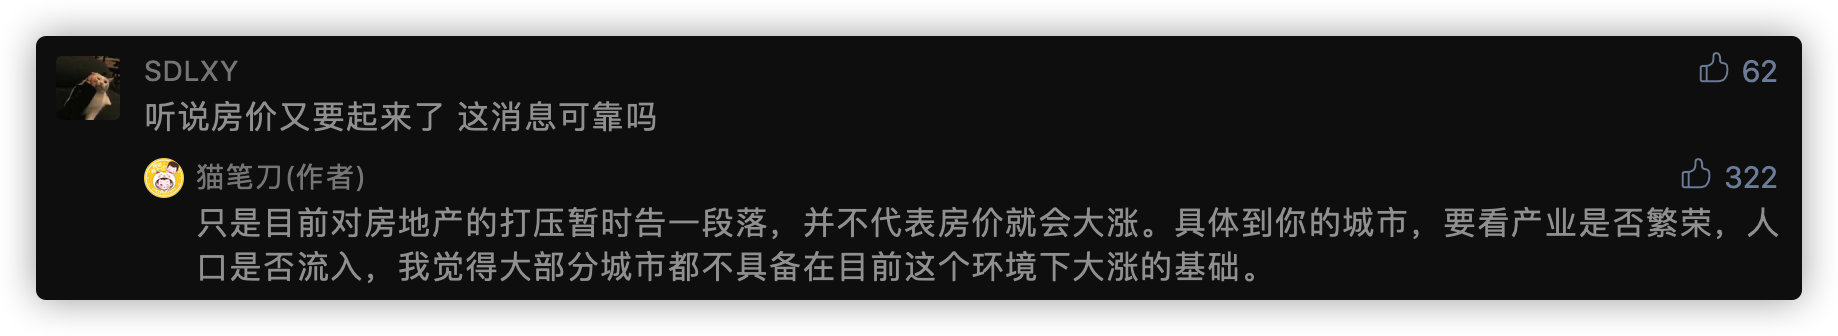 SDLXY
62
听说房价又要起来了 这消息可靠吗
猫笔刀(作者)
322
只是目前对房地产的打压暂时告一段落，并不代表房价就会大涨。具体到你的城市，要看产业是否繁荣，人
口是否流入，我觉得大部分城市都不具备在目前这个环境下大涨的基础。